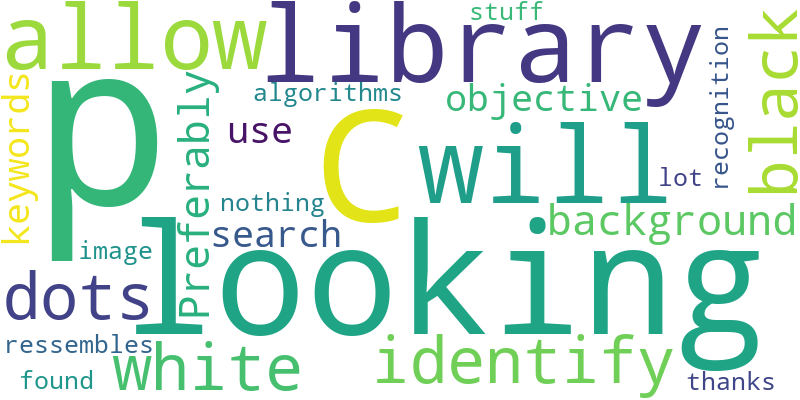 stuff
allow
library
p
keywords
Preferably
algorithms
objective
recognition
black
use
C
will
lot
nothing
search
background
image
looking
dots
identify
ressembles
white
found
thanks